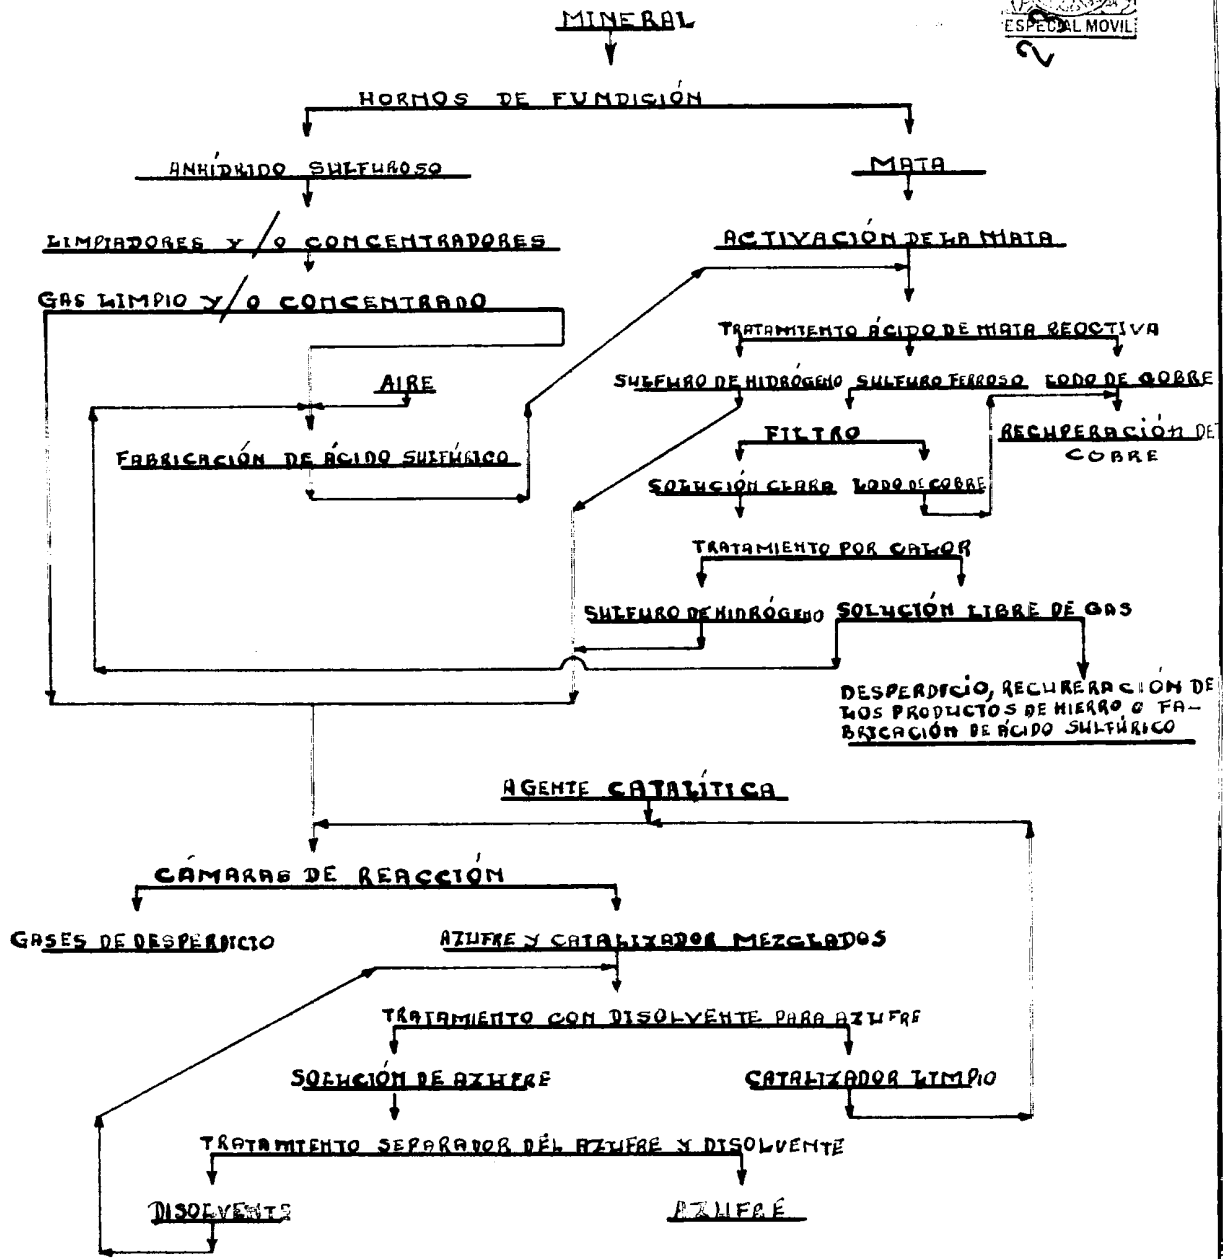 MINERAL
ESPECIAL MOVIL
HORNOS DE FUNDICIÓN
ANHÍDRIDO SULFUROSO
MATA
LIMPIADORES Y/O CONCENTRADORES
ACTIVACIÓN DE LA MATA
GAS LIMPIO Y/O CONCENTRADO
TRATAMIENTO ÁCIDO DE MATA REACTIVA
AIRE
SULFURO DE HIDRÓGENO
SULFURO FERROSO
LODO DE COBRE
FILTRO
RECUPERACIÓN DE
COBRE
FABRICACIÓN DE ÁCIDO SULFÚRICO
SOLUCIÓN CLARA
LODO DE COBRE
TRATAMIENTO POR CALOR
SULFURO DE HIDRÓGENO
SOLUCIÓN LIBRE DE GAS
DESPERDICIO, RECURERACIÓN DE
LOS PRODUCTOS DE HIERRO O FA-
BRICACIÓN DE ÁCIDO SULFÚRICO
AGENTE CATALÍTICA
CÁMARAS DE REACCIÓN
GASES DE DESPERDICIO
AZUFRE Y CATALIZADOR MEZCLADOS
TRATAMIENTO CON DISOLVENTE PARA AZUFRE
SOLUCIÓN DE AZUFRE
CATALIZADOR LIMPIO
TRATAMIENTO SEPARADOR DEL AZUFRE Y DISOLVENTE
DISOLVENTE
AZUFRE